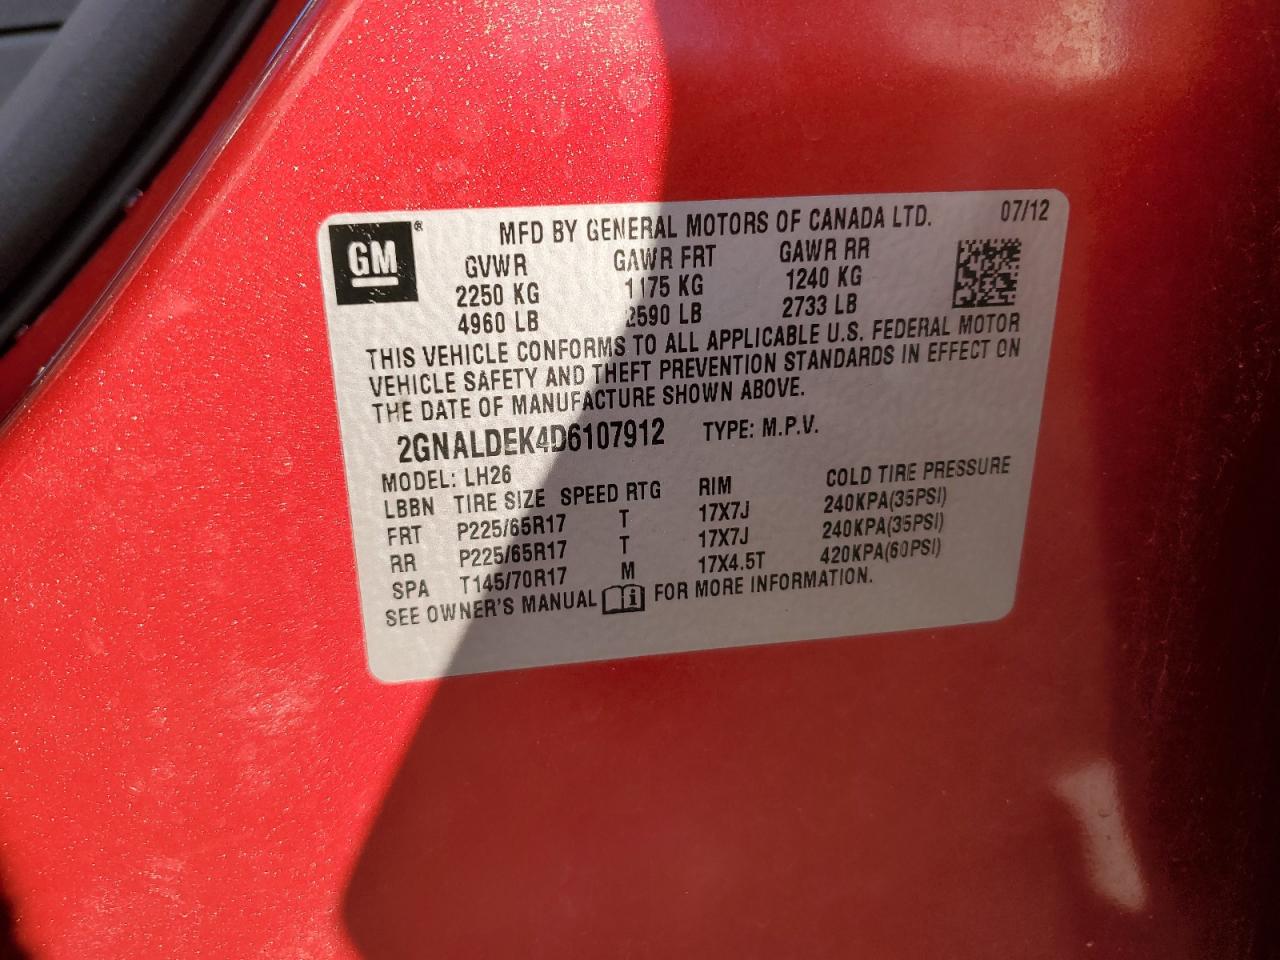 GM®
MFD BY GENERAL MOTORS OF CANADA LTD. 07/12
GVWR GAWR FRT GAWR RR
2250 KG 1175 KG 1240 KG
4960 LB 2590 LB 2733 LB
THIS VEHICLE CONFORMS TO ALL APPLICABLE U.S. FEDERAL MOTOR
VEHICLE SAFETY AND THEFT PREVENTION STANDARDS IN EFFECT ON
THE DATE OF MANUFACTURE SHOWN ABOVE.
2GNALDEK4D6107912 TYPE: M.P.V.
MODEL: LH26
LBBN TIRE SIZE SPEED RTG RIM COLD TIRE PRESSURE
FRT P225/65R17 T 17X7J 240KPA(35PSI)
RR P225/65R17 T 17X7J 240KPA(35PSI)
SPA T145/70R17 M 17X4.5T 420KPA(60PSI)
SEE OWNER'S MANUAL i FOR MORE INFORMATION.